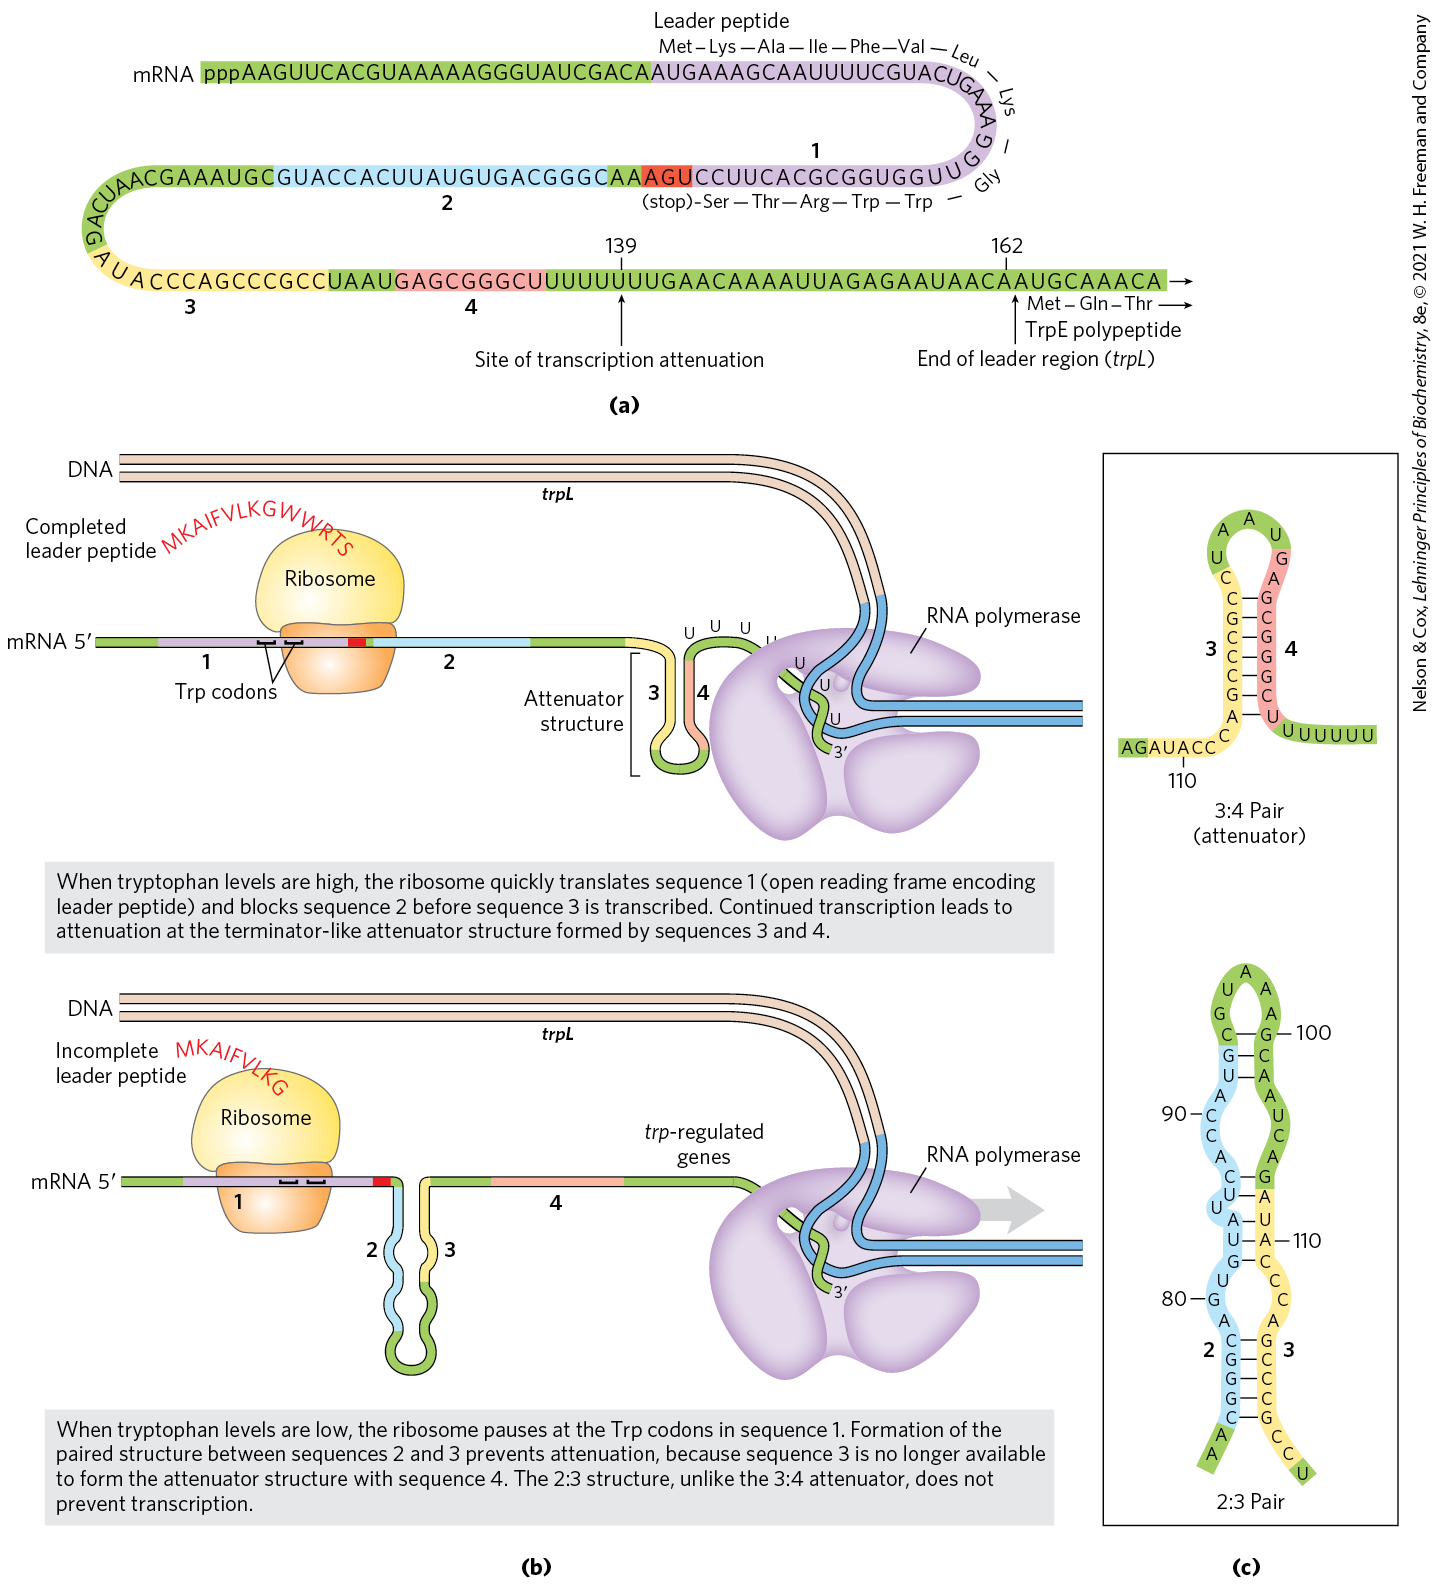 Leader peptide
Met – Lys – Ala – Ile – Phe – Val – Leu – Lys – Gly
mRNA pppAAGUUCACGUAAAAAGGGUAUCGACAAUGAAAGCAAUUUUCGUACUGAAAGG
1
CGUACCACUUAUGUGACGGGCAAAGUCCUUCACGCGGUGGUU
GACUAACGAAAUGC
2
(stop)-Ser – Thr – Arg – Trp – Trp –
139
162
AUACCCAGCCCGCCUAAUGAGCGGGCUUUUUUUUGAACAAAAUUAGAGAAUAACAAUGCAAACA
3
4
Met – Gln – Thr
TrpE polypeptide
Site of transcription attenuation
End of leader region (trpL)
(a)
DNA
trpL
Completed
leader peptide
MKAIFVLKGWWRTS
Ribosome
RNA polymerase
mRNA 5′
1
2
Trp codons
Attenuator
structure
3
4
U U U U U U U
3′
When tryptophan levels are high, the ribosome quickly translates sequence 1 (open reading frame encoding
leader peptide) and blocks sequence 2 before sequence 3 is transcribed. Continued transcription leads to
attenuation at the terminator-like attenuator structure formed by sequences 3 and 4.
DNA
trpL
Incomplete
leader peptide
MKAIFVLKG
Ribosome
trp-regulated
genes
RNA polymerase
mRNA 5′
1
2
3
4
3′
When tryptophan levels are low, the ribosome pauses at the Trp codons in sequence 1. Formation of the
paired structure between sequences 2 and 3 prevents attenuation, because sequence 3 is no longer available
to form the attenuator structure with sequence 4. The 2:3 structure, unlike the 3:4 attenuator, does not
prevent transcription.
(b)
AGAUACCCAGCCCGCCUAAUGAGCGGGCUUUUUUU
3
4
110
3:4 Pair
(attenuator)
AACGGGCAGUGUAUUCACCAUGCGUAAAGCAAUCAGAUACCCAGCCCGCCU
100
90
110
80
2
3
2:3 Pair
(c)
Nelson & Cox, Lehninger Principles of Biochemistry, 8e, © 2021 W. H. Freeman and Company